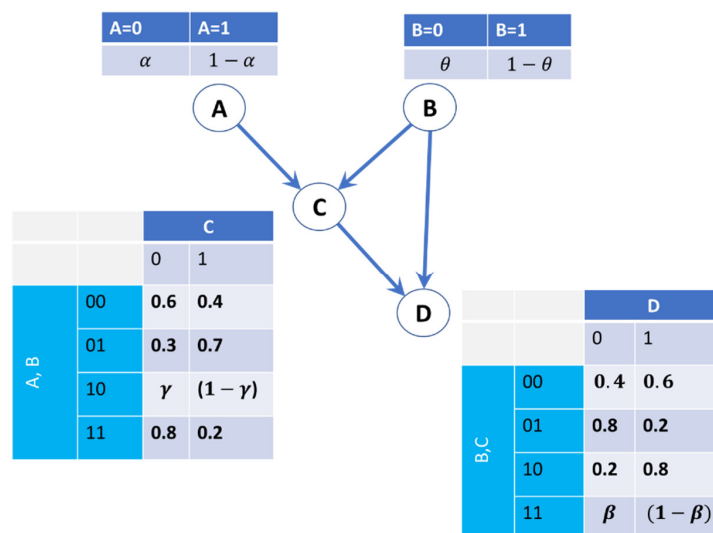 A=0 A=1
α 1 − α
B=0 B=1
θ 1 − θ
A
B
C
D
C
0 1
A, B
00 0.6 0.4
01 0.3 0.7
10 γ (1 − γ)
11 0.8 0.2
D
0 1
B,C
00 0.4 0.6
01 0.8 0.2
10 0.2 0.8
11 β (1 − β)